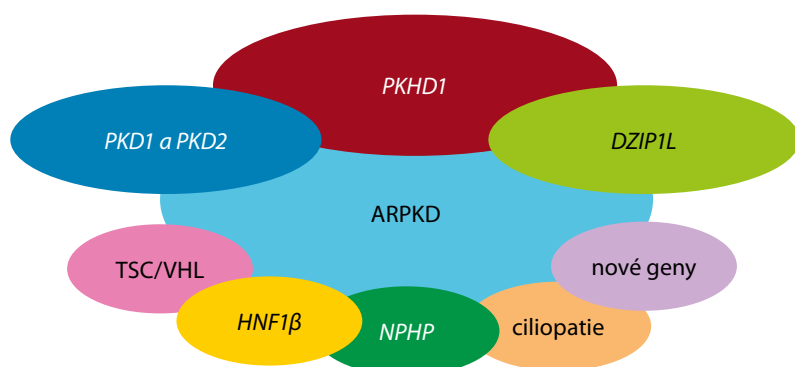 PKHD1
PKD1 a PKD2
DZIP1L
ARPKD
TSC/VHL
nové geny
HNF1β
NPHP
ciliopatie